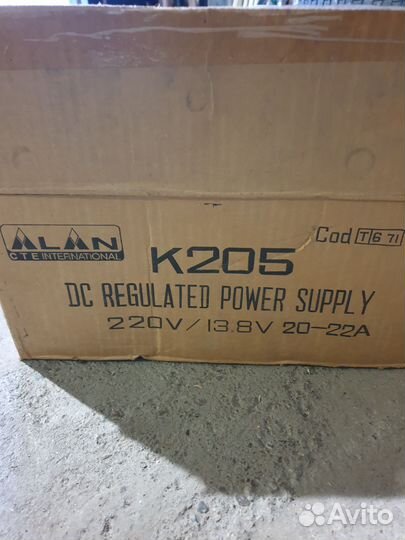 ALAN
CTE INTERNATIONAL
K205
Cod T671
DC REGULATED POWER SUPPLY
220V/13.8V 20-22A
Avito